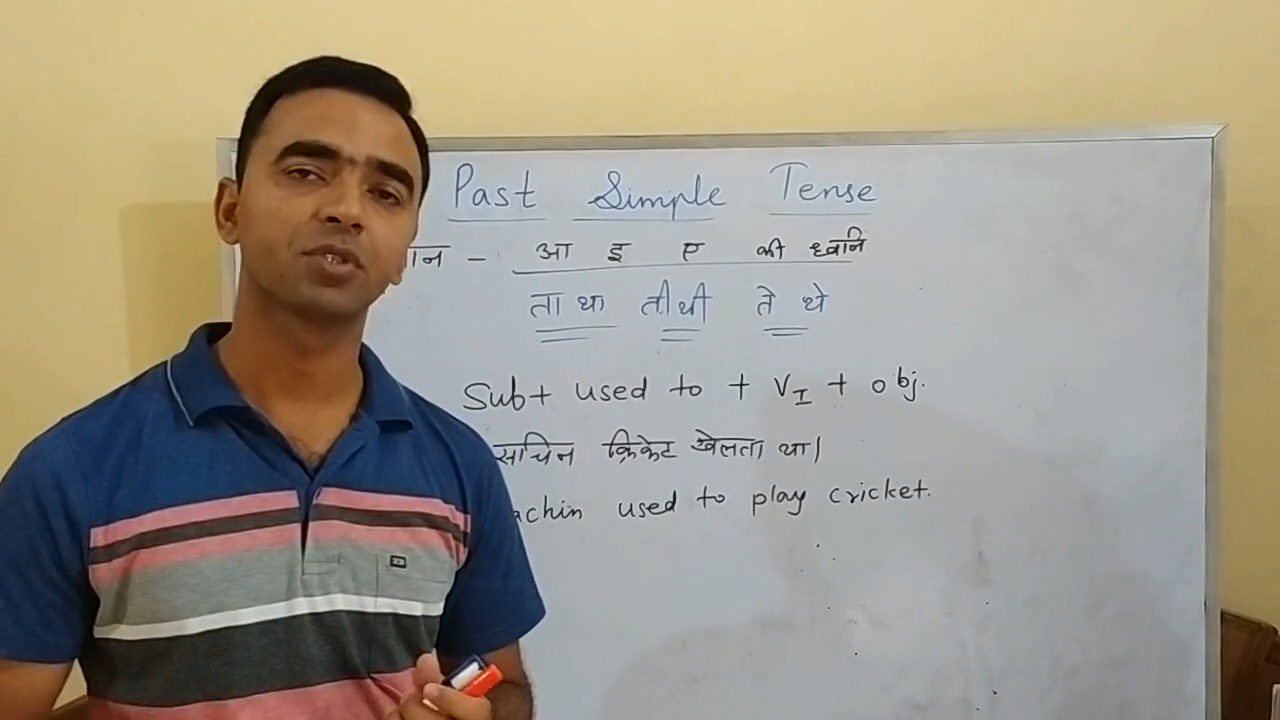 Past Simple Tense
- आ इ ए की ध्वनि
ता था ती थी ते थे
Sub+ used to + VI + obj.
सचिन क्रिकेट खेलता था।
achin used to play cricket.